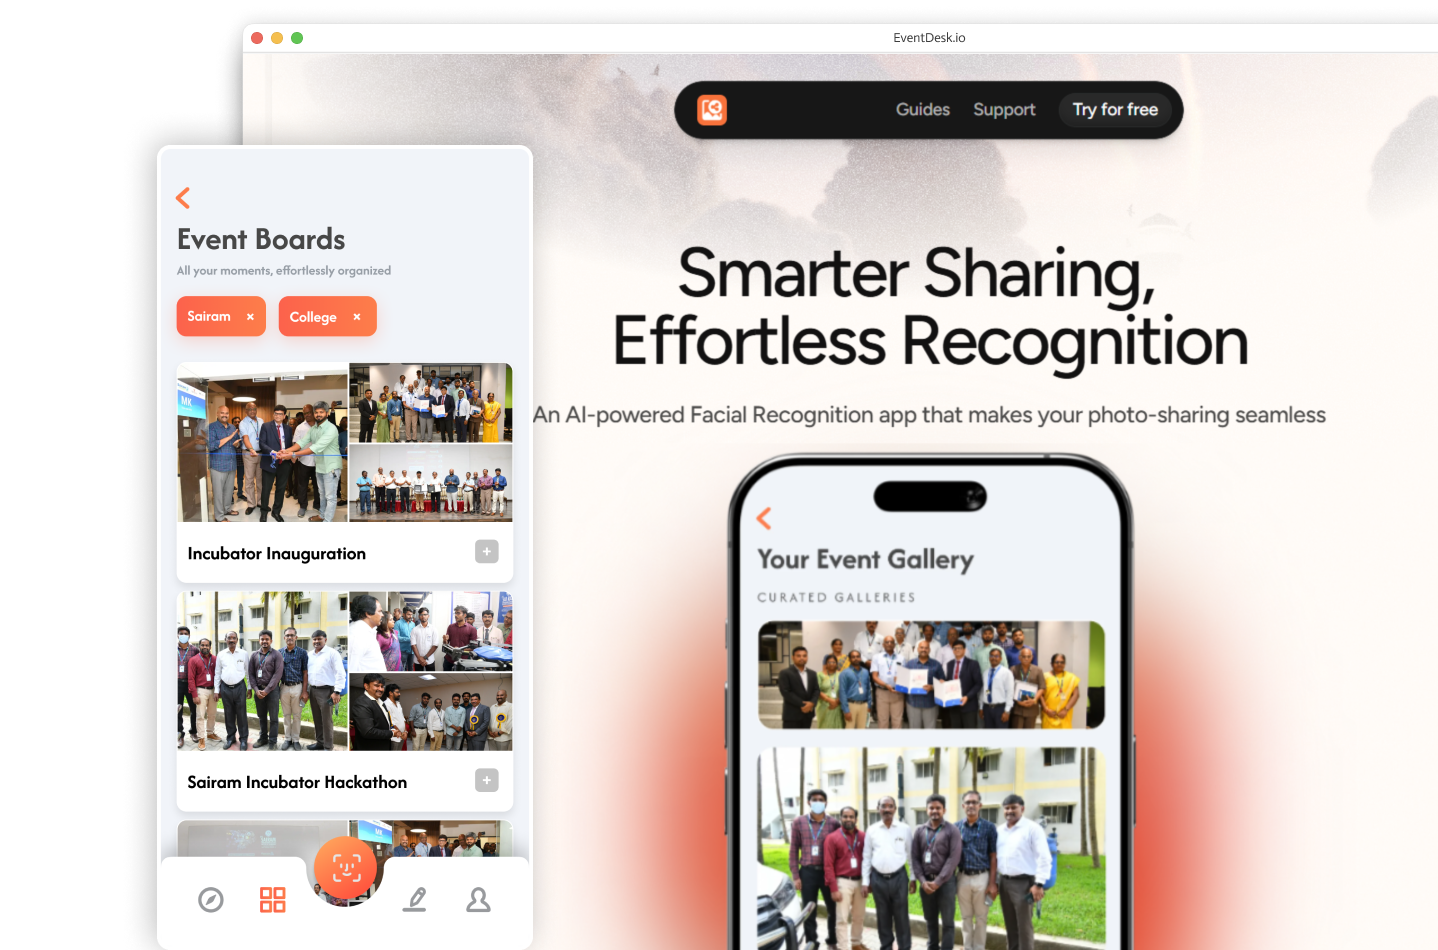 EventDesk.io
Guides Support Try for free
Smarter Sharing,
Effortless Recognition
An AI-powered Facial Recognition app that makes your photo-sharing seamless
Your Event Gallery
CURATED GALLERIES
Event Boards
All your moments, effortlessly organized
Sairam × College ×
MK
Incubator Inauguration
+
Sairam Incubator Hackathon
+
MK